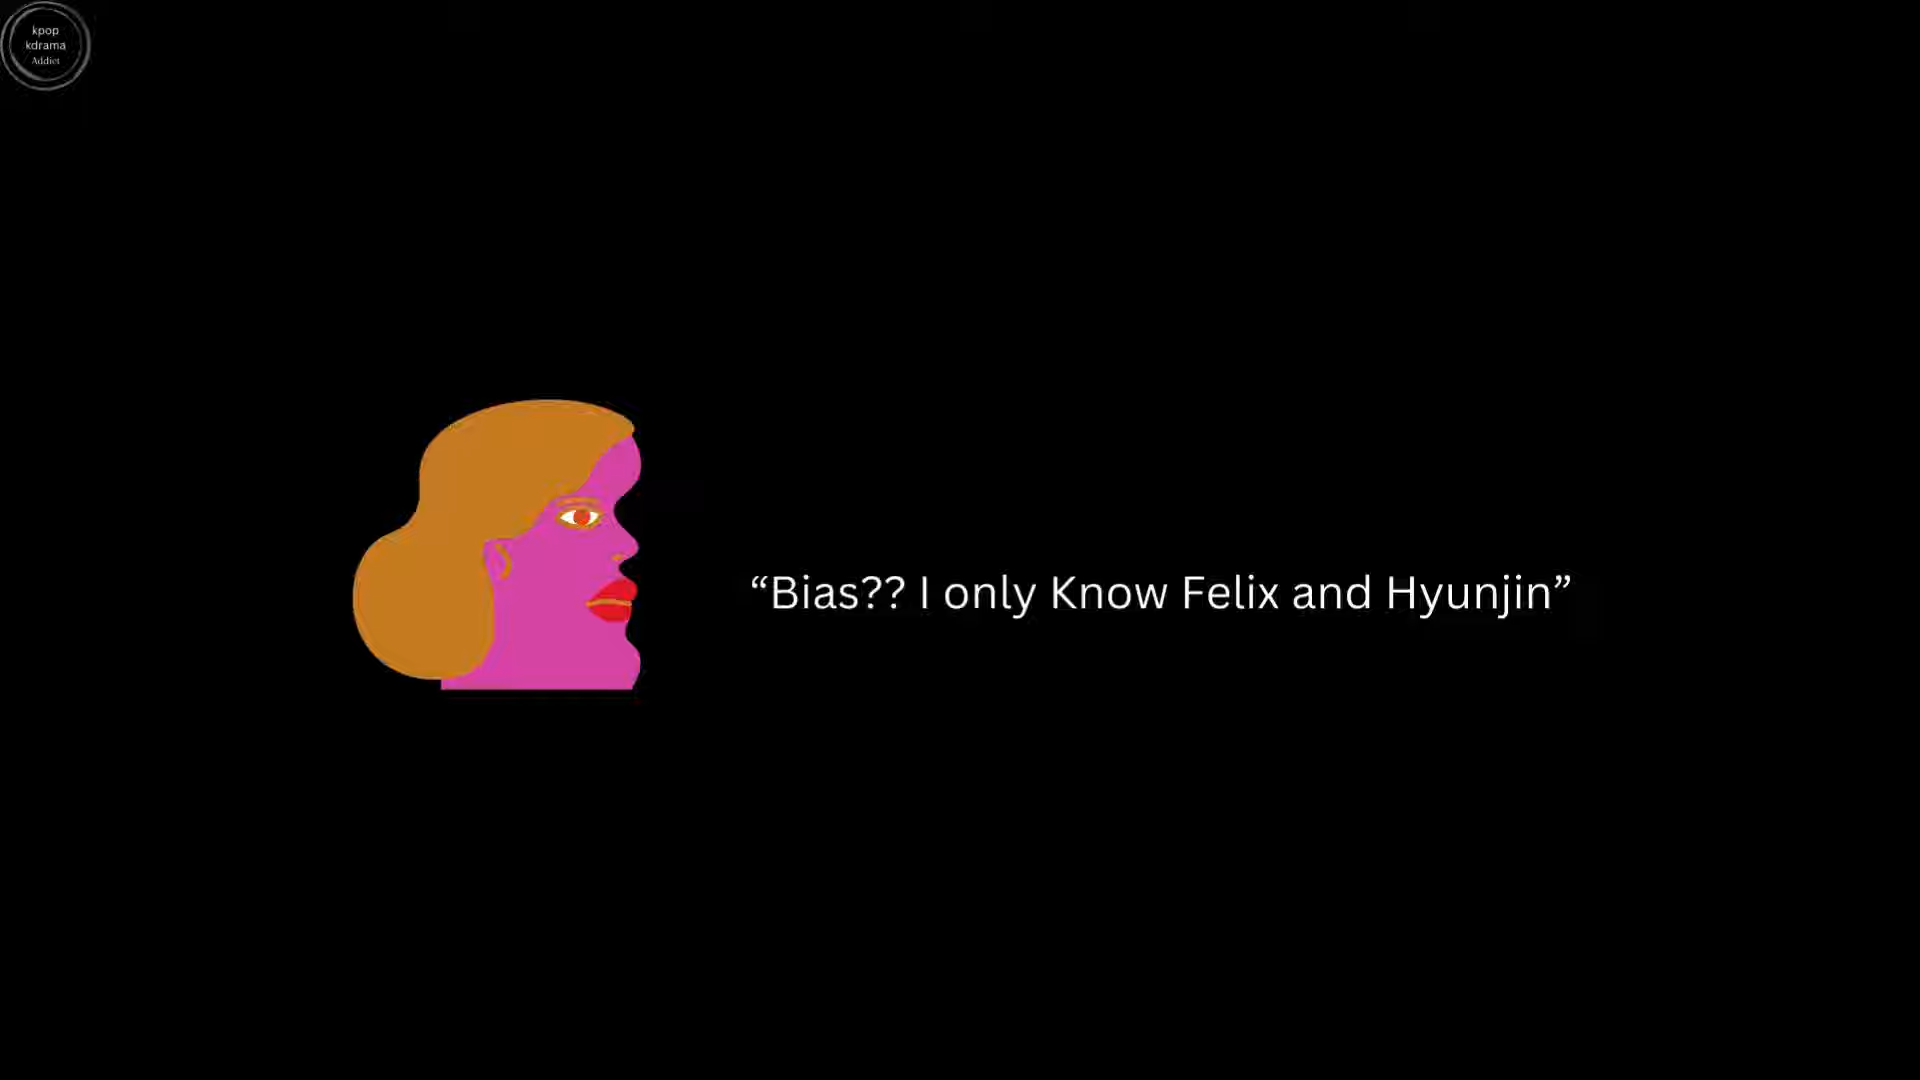 kpop
kdrama
Addict
“Bias?? I only Know Felix and Hyunjin”